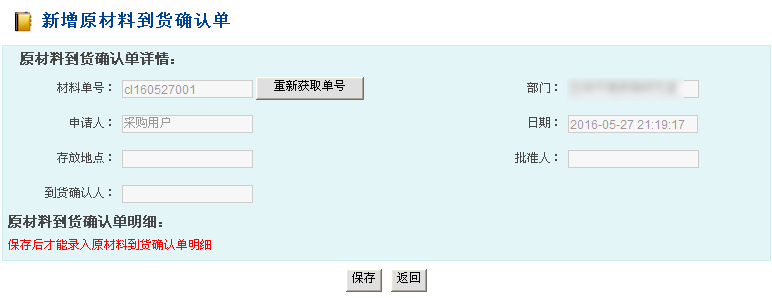 新增原材料到货确认单
原材料到货确认单详情：
材料单号： cl160527001 重新获取单号 部门：
申请人： 采购用户 日期： 2016-05-27 21:19:17
存放地点： 批准人：
到货确认人：
原材料到货确认单明细：
保存后才能录入原材料到货确认单明细
保存 返回